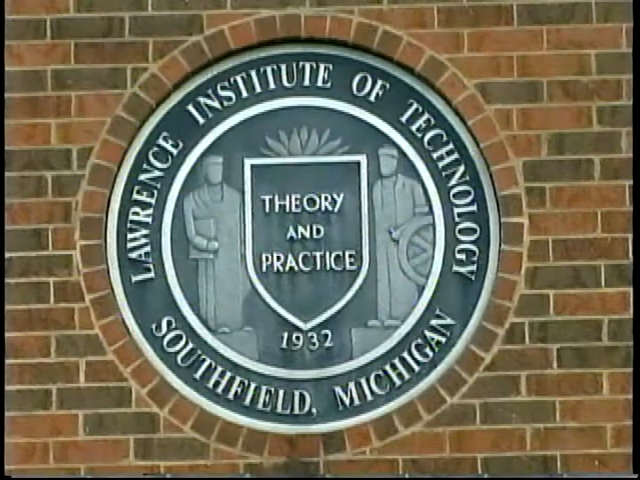 LAWRENCE INSTITUTE OF TECHNOLOGY
THEORY
AND
PRACTICE
1932
SOUTHFIELD, MICHIGAN